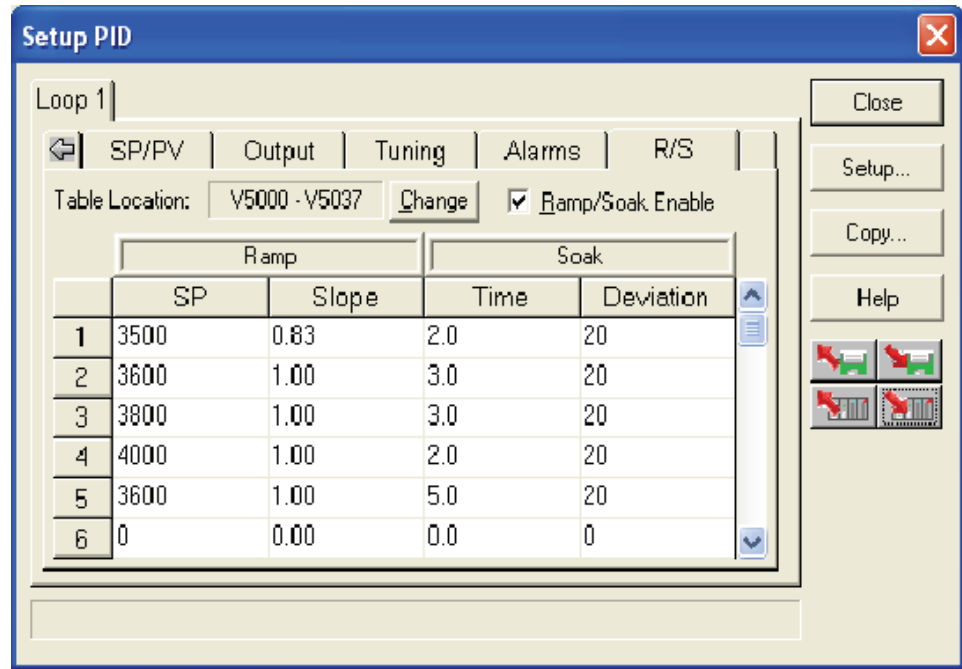 Setup PID
Loop 1
Close
SP/PV Output Tuning Alarms R/S
Setup...
Table Location: V5000 - V5037 Change Ramp/Soak Enable
Copy...
Ramp Soak
SP Slope Time Deviation
Help
1 3500 0.83 2.0 20
2 3600 1.00 3.0 20
3 3800 1.00 3.0 20
4 4000 1.00 2.0 20
5 3600 1.00 5.0 20
6 0 0.00 0.0 0